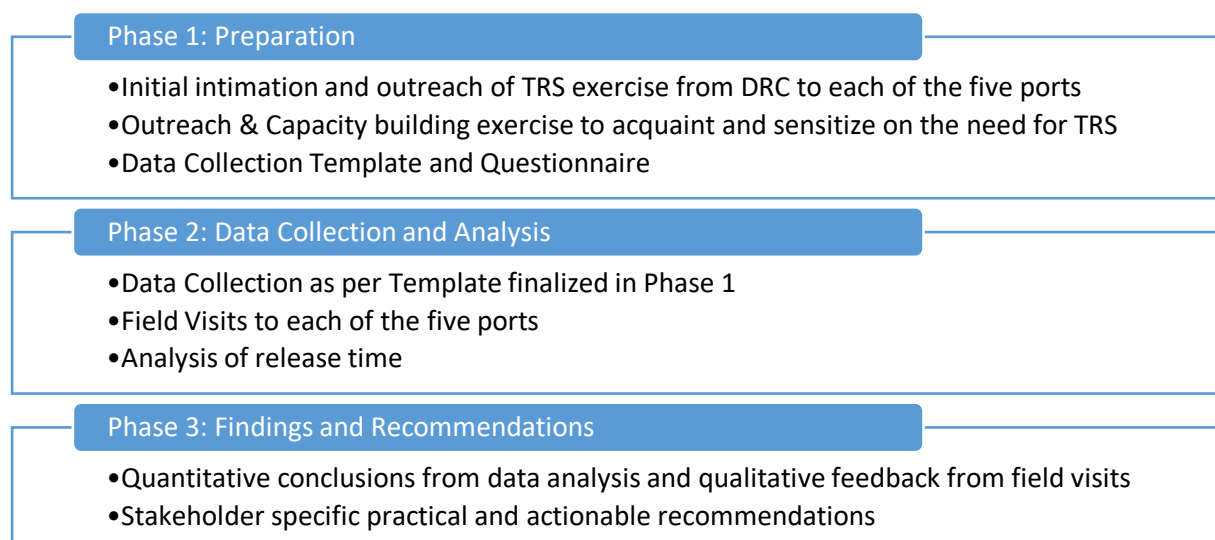 Phase 1: Preparation
•Initial intimation and outreach of TRS exercise from DRC to each of the five ports
•Outreach & Capacity building exercise to acquaint and sensitize on the need for TRS
•Data Collection Template and Questionnaire
Phase 2: Data Collection and Analysis
•Data Collection as per Template finalized in Phase 1
•Field Visits to each of the five ports
•Analysis of release time
Phase 3: Findings and Recommendations
•Quantitative conclusions from data analysis and qualitative feedback from field visits
•Stakeholder specific practical and actionable recommendations